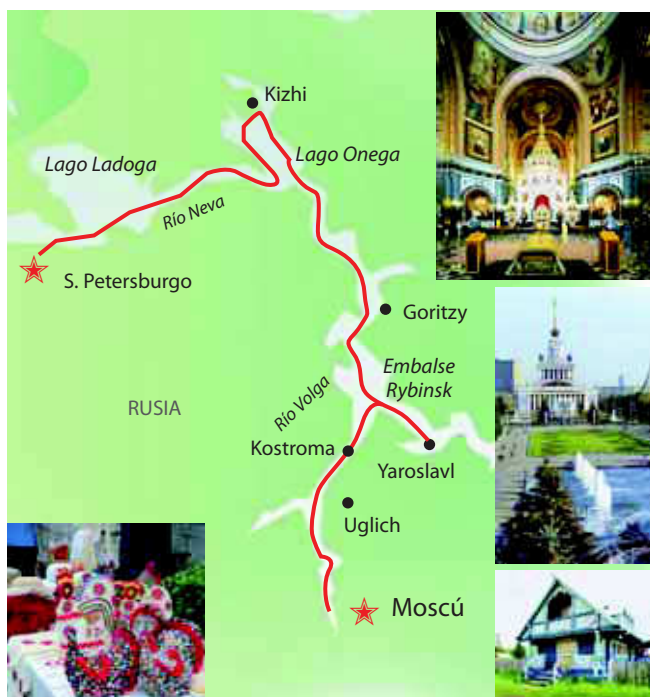 Kizhi
Lago Onega
Lago Ladoga
Río Neva
S. Petersburgo
Goritzy
Embalse
Rybinsk
Río Volga
RUSIA
Kostroma
Yaroslavl
Uglich
Moscú